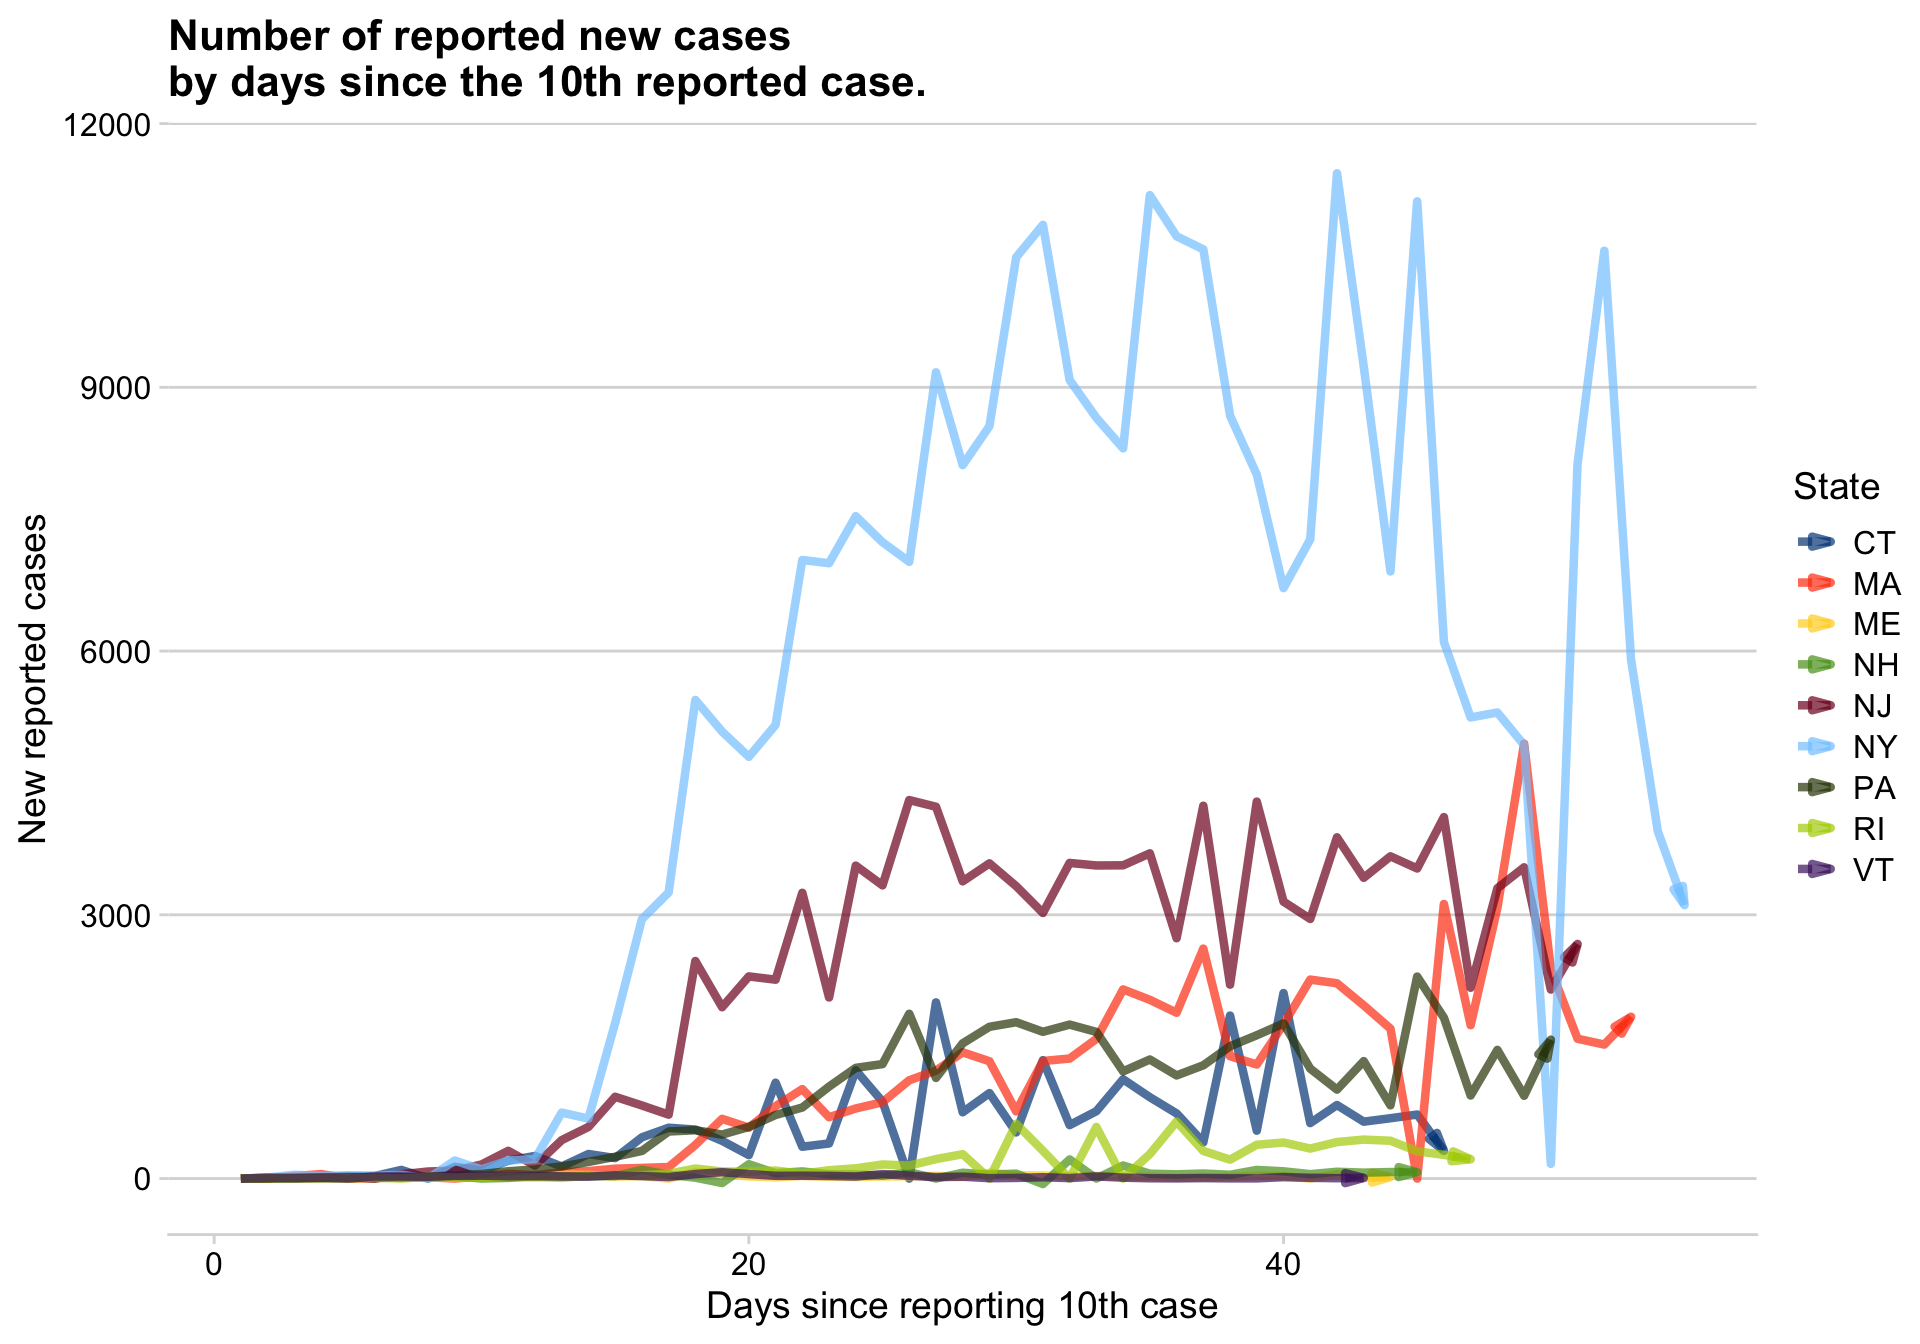 Number of reported new cases
by days since the 10th reported case.
12000
9000
6000
3000
0
New reported cases
0 20 40
Days since reporting 10th case
State
CT
MA
ME
NH
NJ
NY
PA
RI
VT